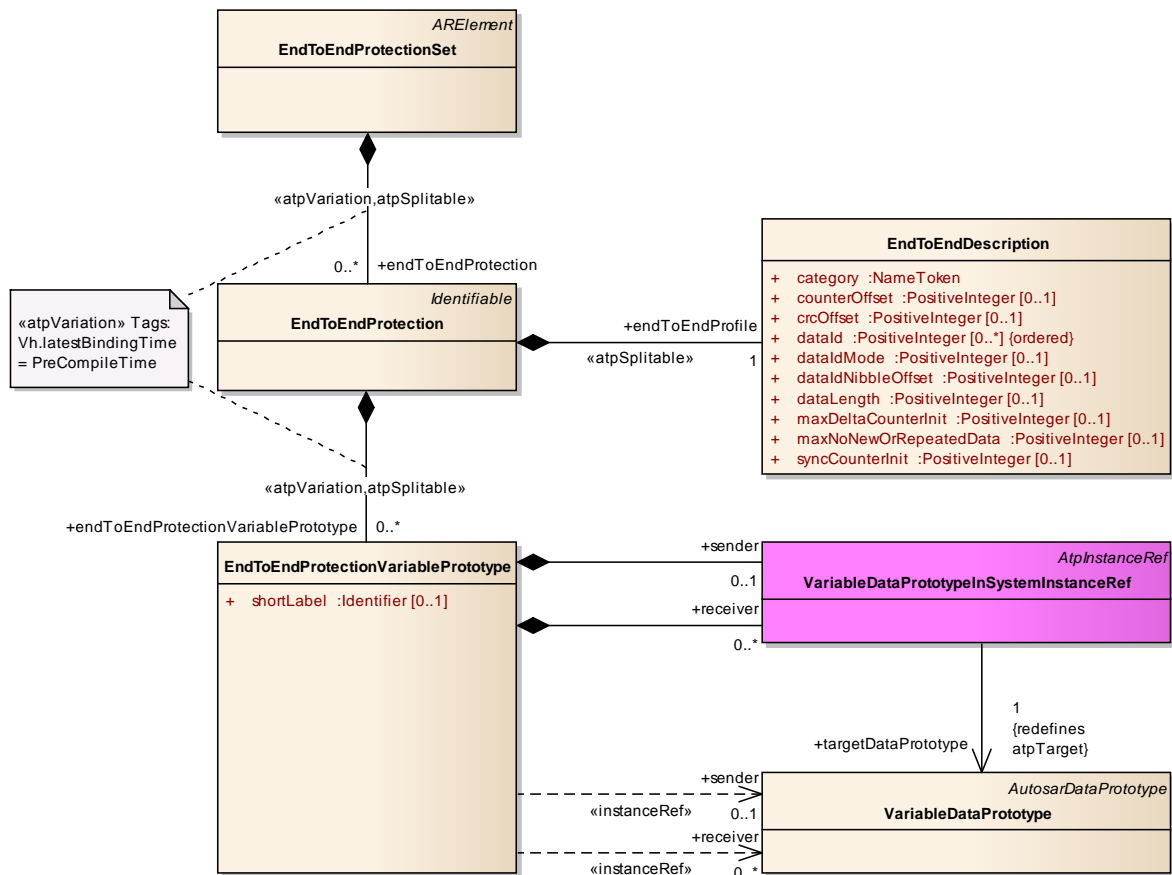 ARElement
EndToEndProtectionSet
«atpVariation,atpSplitable»
0..*
+endToEndProtection
«atpVariation» Tags:
Vh.latestBindingTime
= PreCompileTime
Identifiable
EndToEndProtection
+endToEndProfile
«atpSplitable»
1
EndToEndDescription
+ category :NameToken
+ counterOffset :PositiveInteger [0..1]
+ crcOffset :PositiveInteger [0..1]
+ dataId :PositiveInteger [0..*] {ordered}
+ dataIdMode :PositiveInteger [0..1]
+ dataIdNibbleOffset :PositiveInteger [0..1]
+ dataLength :PositiveInteger [0..1]
+ maxDeltaCounterInit :PositiveInteger [0..1]
+ maxNoNewOrRepeatedData :PositiveInteger [0..1]
+ syncCounterInit :PositiveInteger [0..1]
«atpVariation,atpSplitable»
+endToEndProtectionVariablePrototype
0..*
EndToEndProtectionVariablePrototype
+ shortLabel :Identifier [0..1]
+sender
0..1
+receiver
0..*
AtpInstanceRef
VariableDataPrototypeInSystemInstanceRef
1
{redefines
atpTarget}
+targetDataPrototype
+sender
«instanceRef»
0..1
+receiver
«instanceRef»
0..*
AutosarDataPrototype
VariableDataPrototype